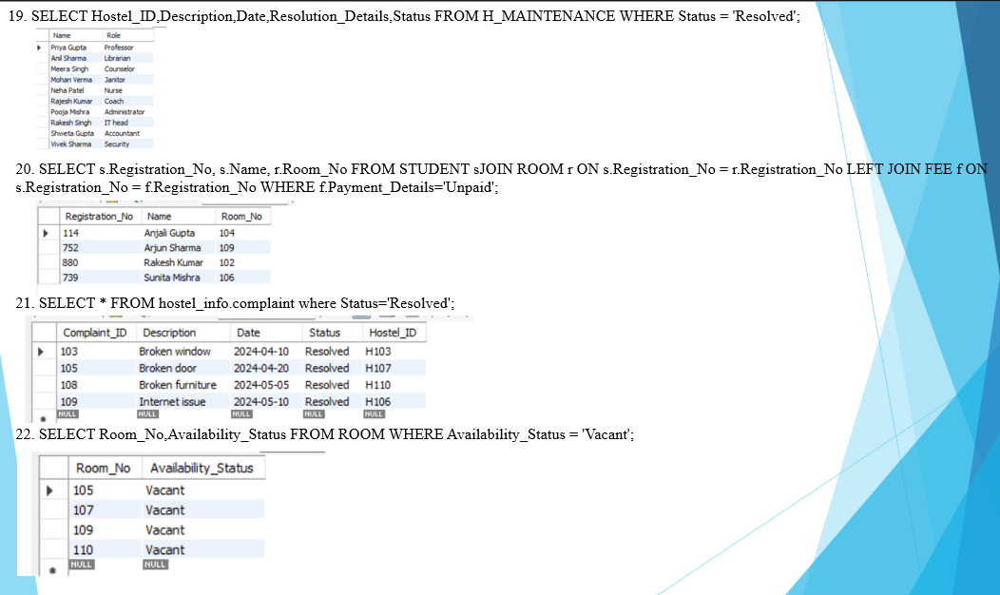 19. SELECT Hostel_ID,Description,Date,Resolution_Details,Status FROM H_MAINTENANCE WHERE Status = 'Resolved';
Name Role
Priya Gupta Professor
Anil Sharma Librarian
Meera Singh Counselor
Mohan Verma Janitor
Neha Patel Nurse
Rajesh Kumar Coach
Pooja Mishra Administrator
Rakesh Singh IT head
Shweta Gupta Accountant
Vivek Sharma Security
20. SELECT s.Registration_No, s.Name, r.Room_No FROM STUDENT sJOIN ROOM r ON s.Registration_No = r.Registration_No LEFT JOIN FEE f ON
s.Registration_No = f.Registration_No WHERE f.Payment_Details='Unpaid';
Registration_No Name Room_No
114 Anjali Gupta 104
752 Arjun Sharma 109
880 Rakesh Kumar 102
739 Sunita Mishra 106
21. SELECT * FROM hostel_info.complaint where Status='Resolved';
Complaint_ID Description Date Status Hostel_ID
103 Broken window 2024-04-10 Resolved H103
105 Broken door 2024-04-20 Resolved H107
108 Broken furniture 2024-05-05 Resolved H110
109 Internet issue 2024-05-10 Resolved H106
NULL NULL NULL NULL NULL
22. SELECT Room_No,Availability_Status FROM ROOM WHERE Availability_Status = 'Vacant';
Room_No Availability_Status
105 Vacant
107 Vacant
109 Vacant
110 Vacant
NULL NULL